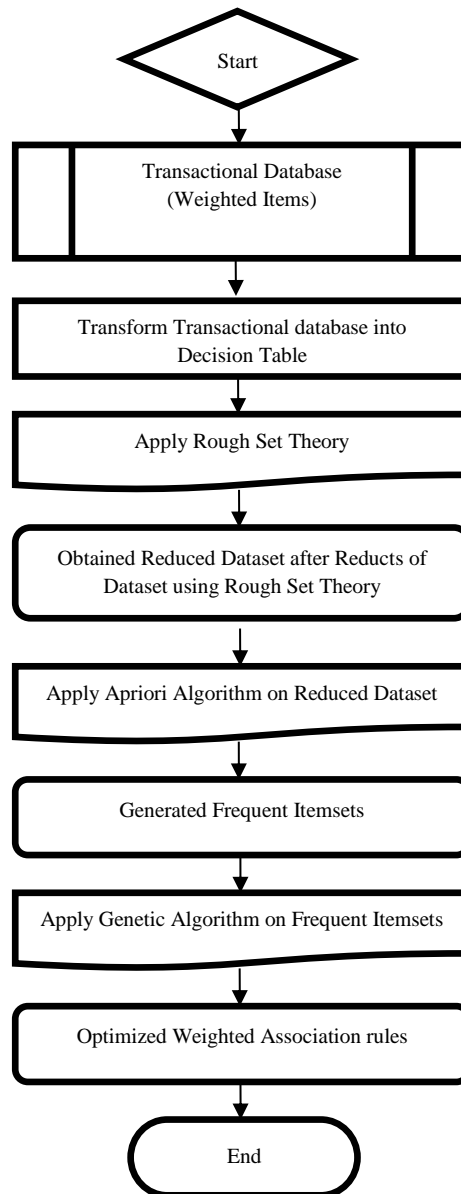 Start
Transactional Database
(Weighted Items)
Transform Transactional database into
Decision Table
Apply Rough Set Theory
Obtained Reduced Dataset after Reducts of
Dataset using Rough Set Theory
Apply Apriori Algorithm on Reduced Dataset
Generated Frequent Itemsets
Apply Genetic Algorithm on Frequent Itemsets
Optimized Weighted Association rules
End